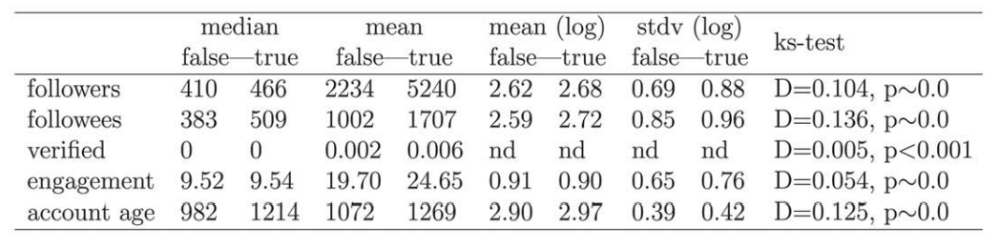 median mean mean (log) stdv (log) ks-test
false—true false—true false—true false—true
followers 410 466 2234 5240 2.62 2.68 0.69 0.88 D=0.104, p~0.0
followees 383 509 1002 1707 2.59 2.72 0.85 0.96 D=0.136, p~0.0
verified 0 0 0.002 0.006 nd nd nd nd D=0.005, p<0.001
engagement 9.52 9.54 19.70 24.65 0.91 0.90 0.65 0.76 D=0.054, p~0.0
account age 982 1214 1072 1269 2.90 2.97 0.39 0.42 D=0.125, p~0.0